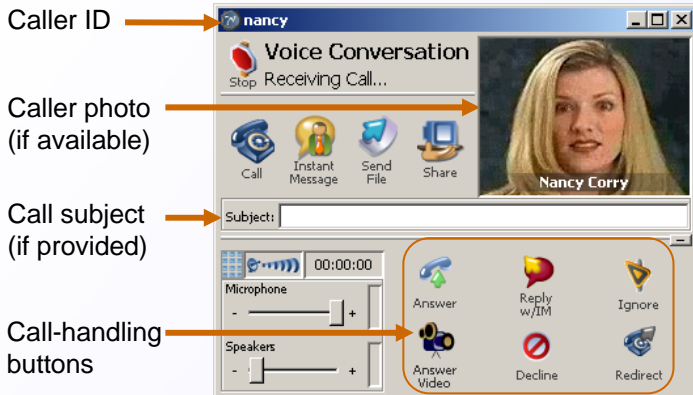 Caller ID
Caller photo
(if available)
Call subject
(if provided)
Call-handling
buttons
nancy
Voice Conversation
Stop
Receiving Call...
Call
Instant
Message
Send
File
Share
Nancy Corry
Subject:
00:00:00
Microphone
- +
Speakers
- +
Answer
Reply
w/IM
Ignore
Answer
Video
Decline
Redirect